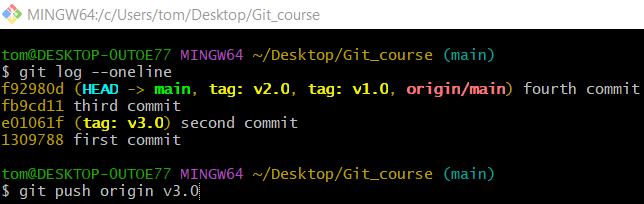 MINGW64:/c/Users/tom/Desktop/Git_course
tom@DESKTOP-OUTOE77 MINGW64 ~/Desktop/Git_course (main)
$ git log --oneline
f92980d (HEAD -> main, tag: v2.0, tag: v1.0, origin/main) fourth commit
fb9cd11 third commit
e01061f (tag: v3.0) second commit
1309788 first commit
tom@DESKTOP-OUTOE77 MINGW64 ~/Desktop/Git_course (main)
$ git push origin v3.0